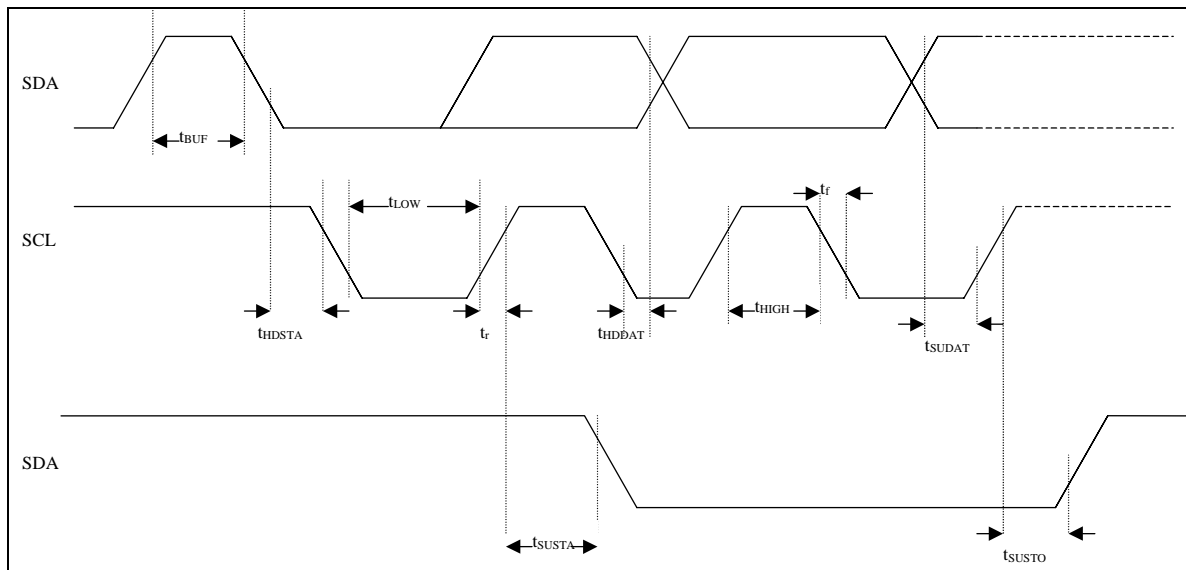 SDA
tBUF
tLOW
tf
SCL
tHDSTA
tr
tHDDAT
tHIGH
tSUDAT
SDA
tSUSTA
tSUSTO